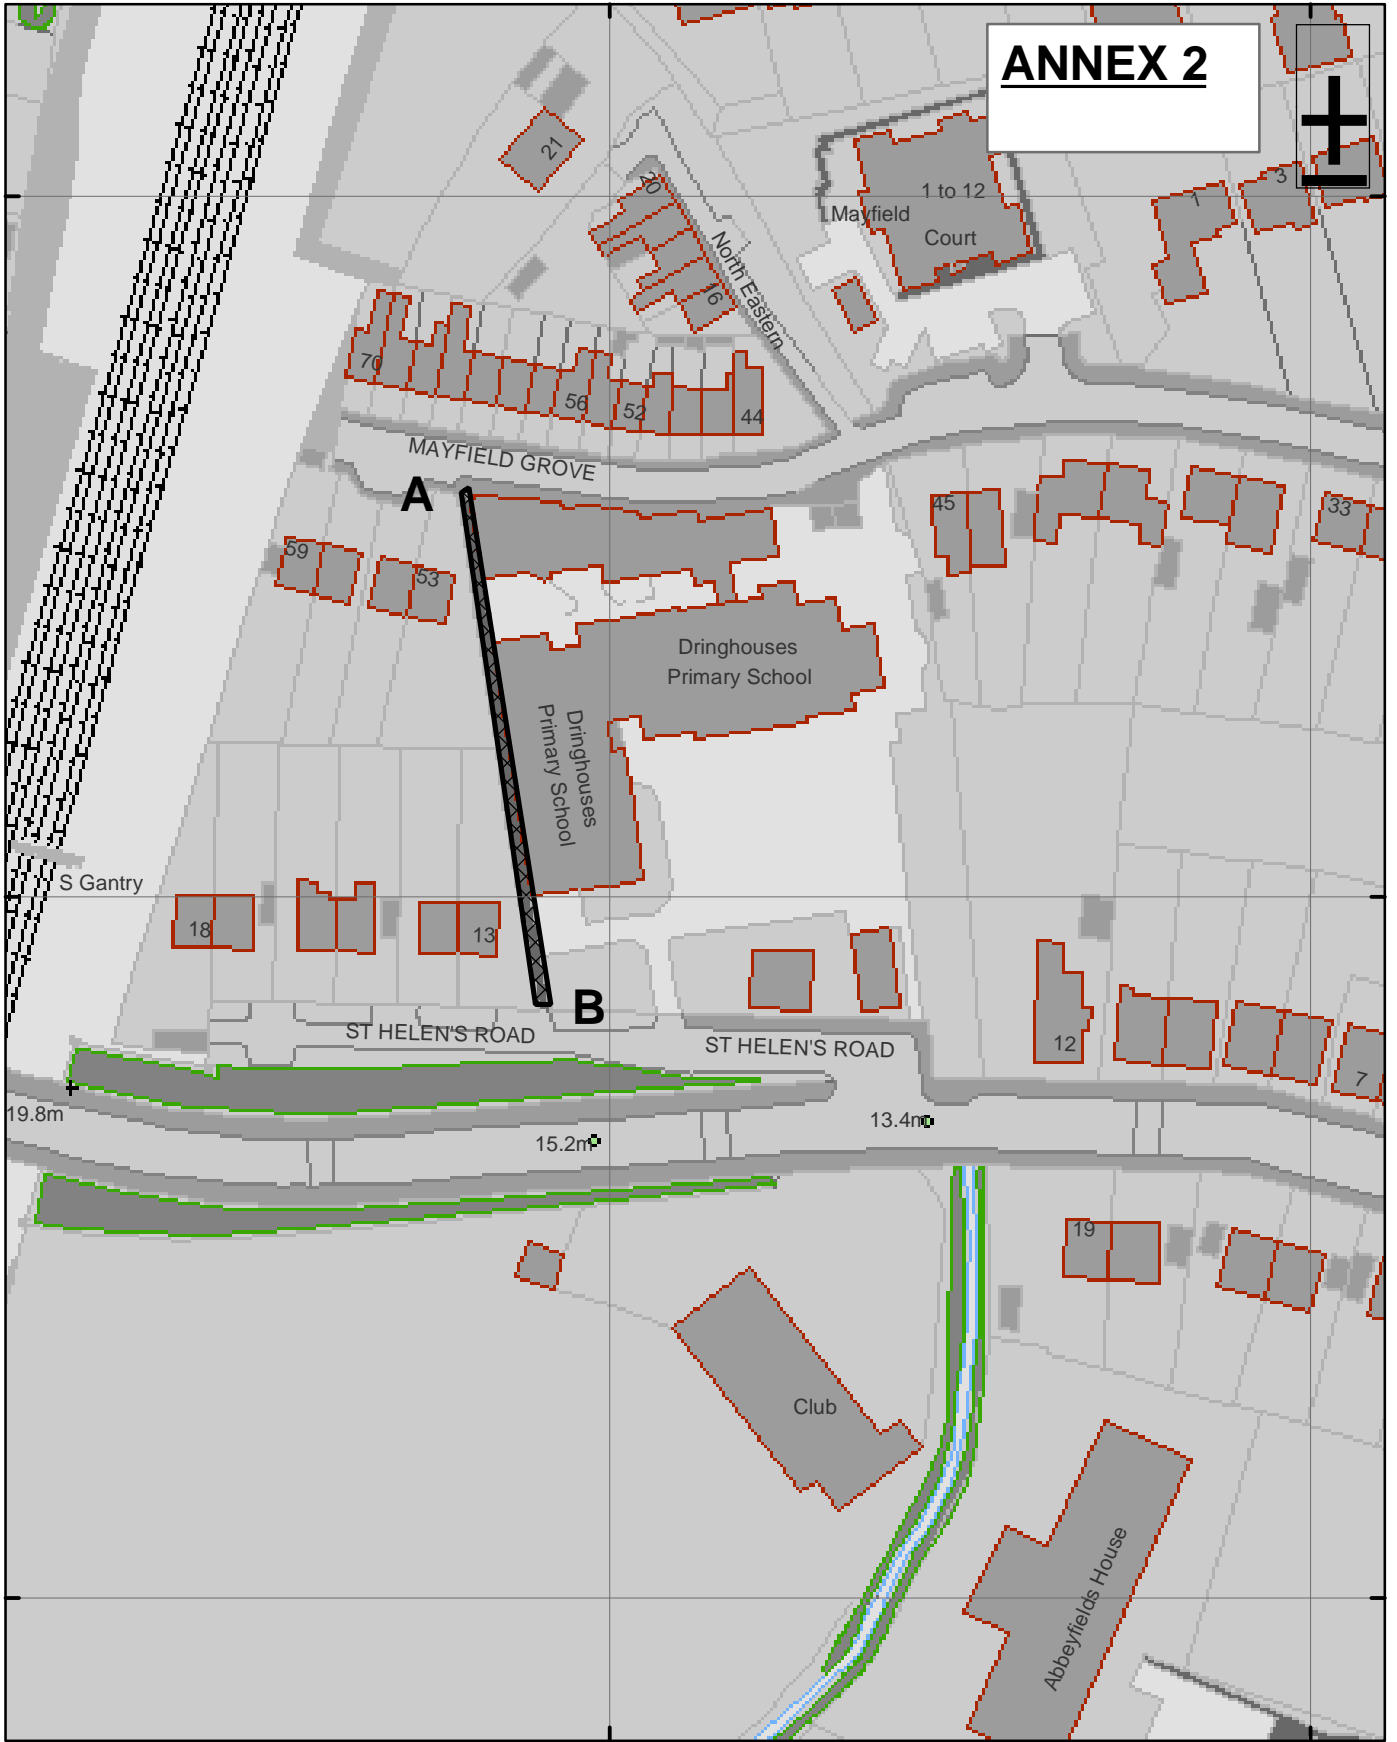 ANNEX 2
21
20
1 to 12
Mayfield
Court
1
3
North Eastern
16
70
56
52
44
MAYFIELD GROVE
A
45
33
59
53
Dringhouses
Primary School
Dringhouses
Primary School
S Gantry
18
13
B
ST HELEN'S ROAD
ST HELEN'S ROAD
12
7
19.8m
15.2m
13.4m
19
Club
Abbeyfields House